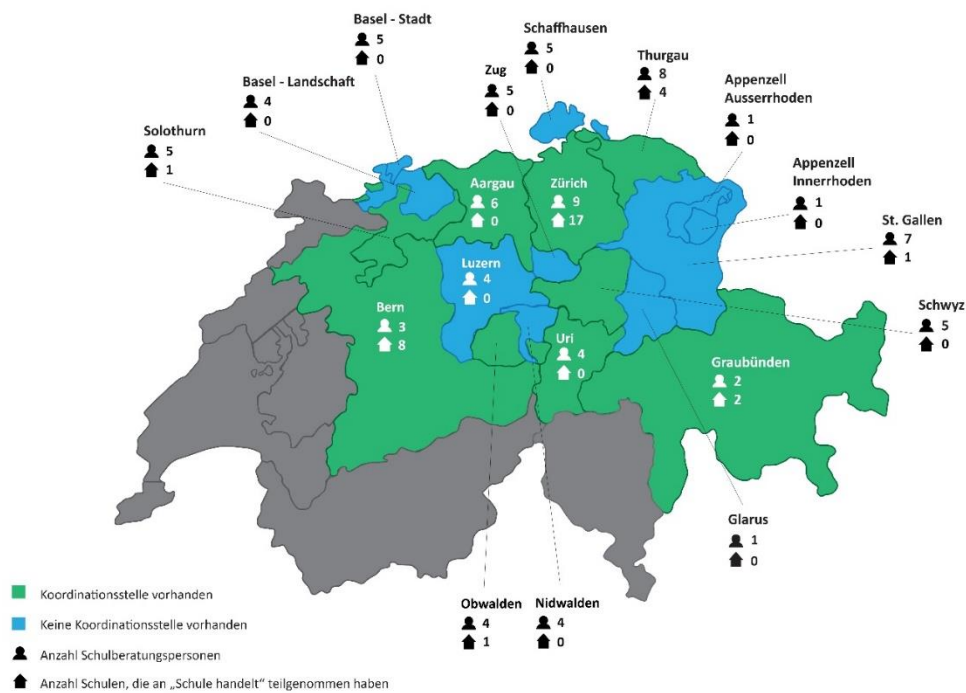 Basel - Stadt
5
0
Schaffhausen
5
0
Thurgau
8
4
Zug
5
0
Basel - Landschaft
4
0
Appenzell
Ausserrhoden
1
0
Solothurn
5
1
Appenzell
Innerrhoden
1
0
Aargau
6
0
Zürich
9
17
St. Gallen
7
1
Luzern
4
0
Schwyz
5
0
Bern
3
8
Uri
4
0
Graubünden
2
2
Glarus
1
0
Obwalden
4
1
Nidwalden
4
0
Koordinationsstelle vorhanden
Keine Koordinationsstelle vorhanden
Anzahl Schulberatungspersonen
Anzahl Schulen, die an „Schule handelt“ teilgenommen haben